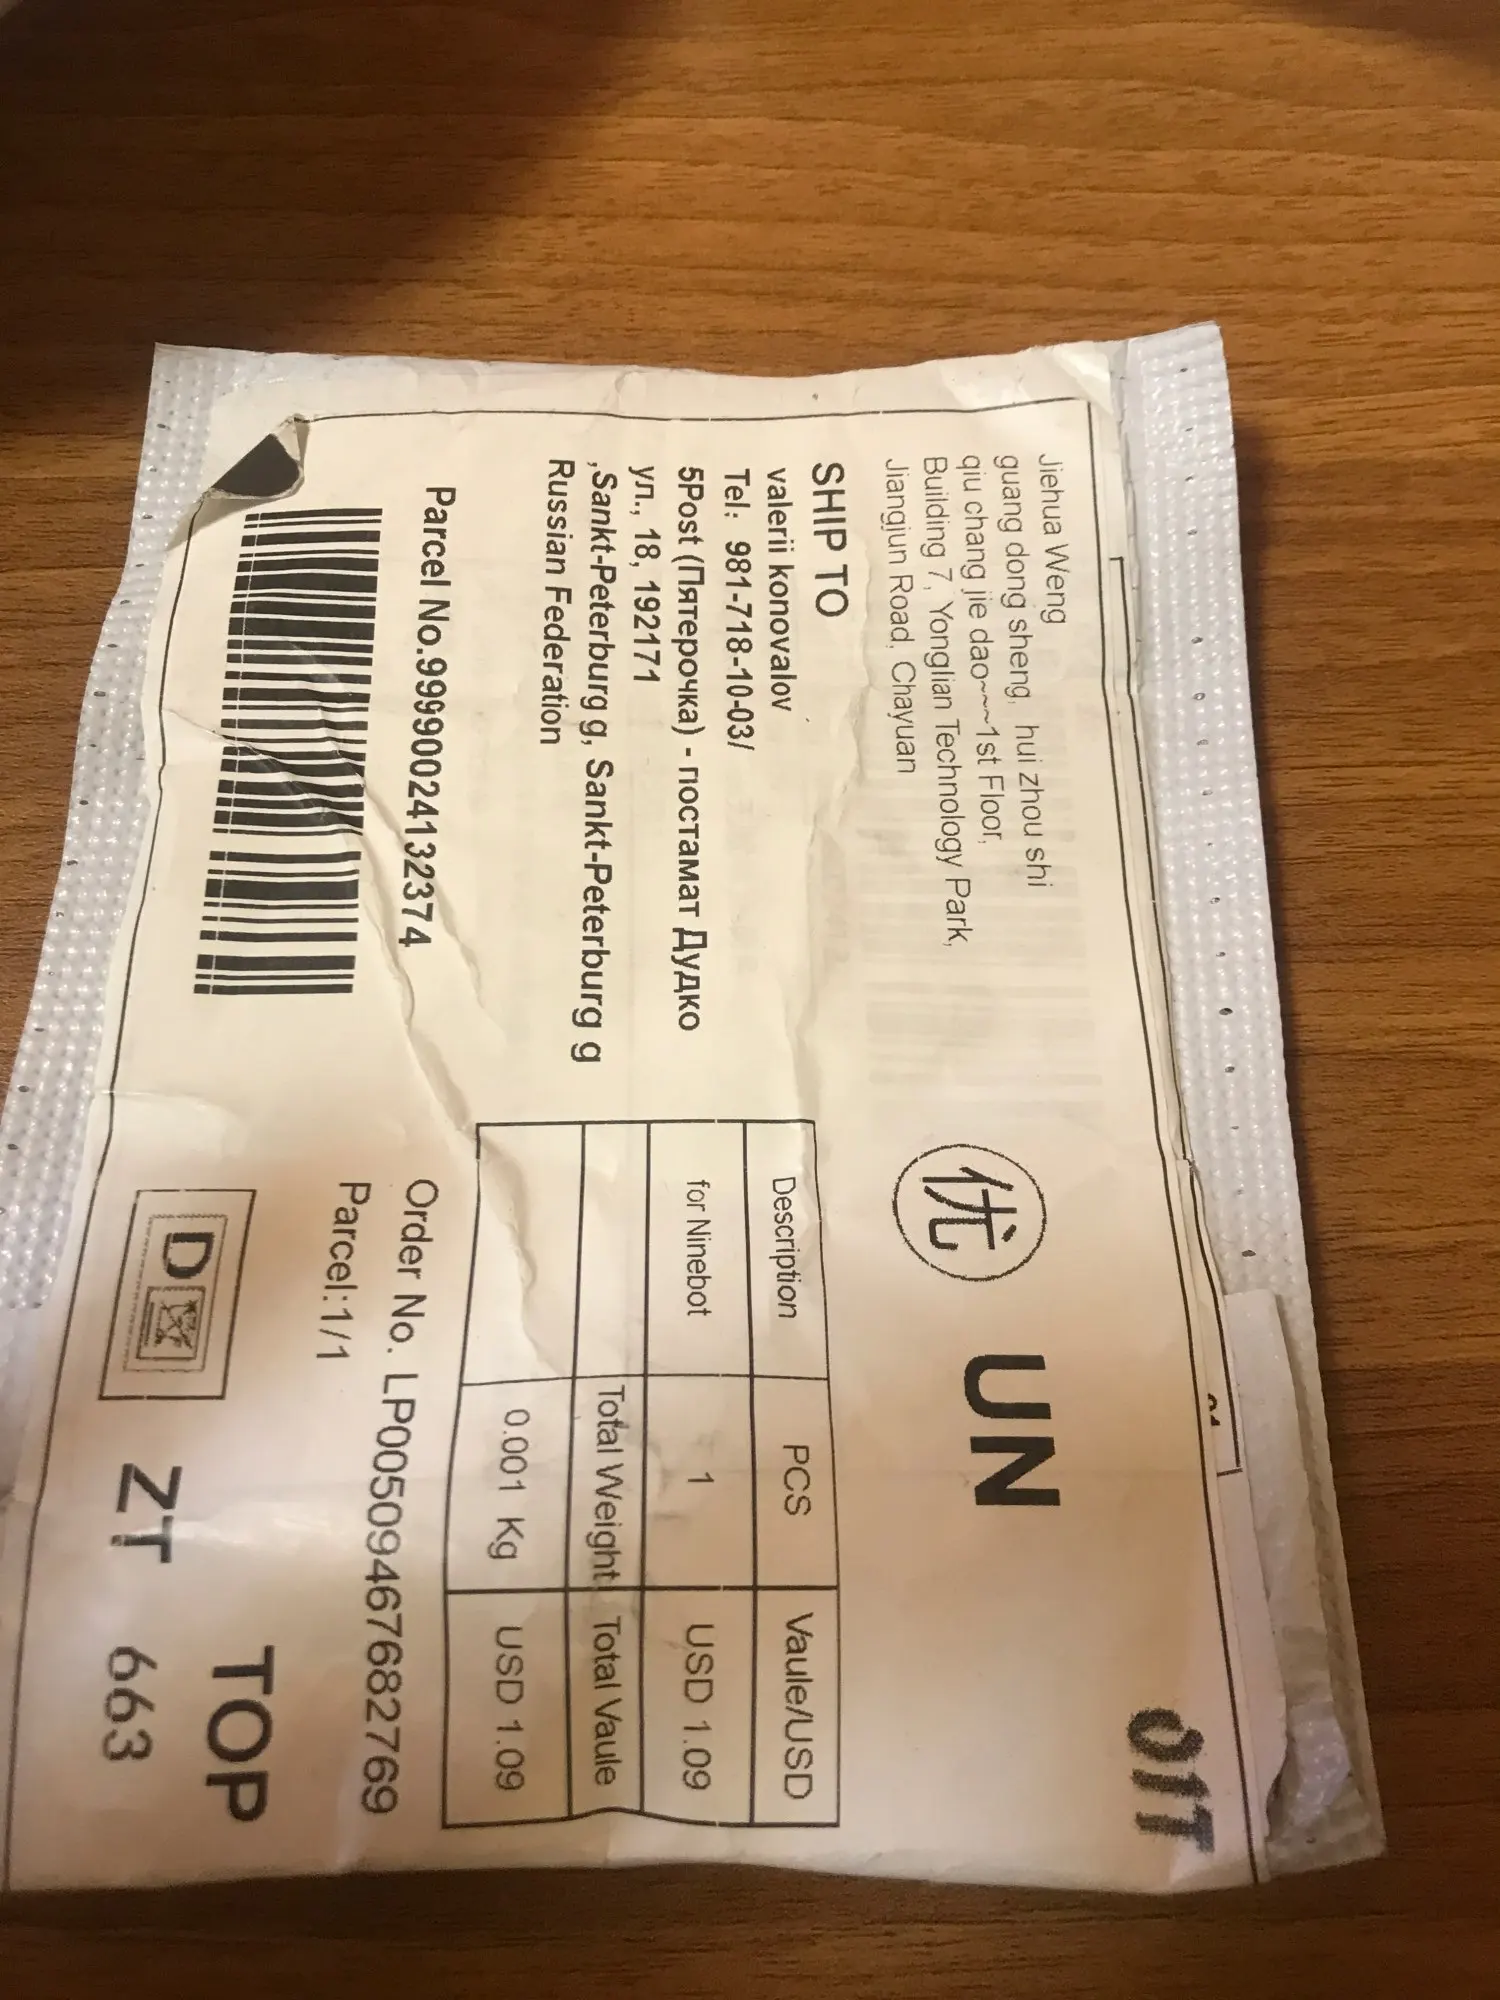 Jiehua Weng
guang dong sheng, hui zhou shi
qiu chang jie dao~~~1st Floor,
Building 7, Yonglian Technology Park,
Jiangjun Road, Chayuan
优 UN
OIT
SHIP TO
valerii konovalov
Tel: 981-718-10-03/
5Post (Пятерочка) - постамат Дудко
ул., 18, 192171
,Sankt-Peterburg g, Sankt-Peterburg g
Russian Federation
Description PCS Vaule/USD
for Ninebot 1 USD 1.09
Total Weight Total Vaule
0.001 Kg USD 1.09
Parcel No.99990024132374
Order No. LP00509467682769
Parcel:1/1
TOP
D ZT 663